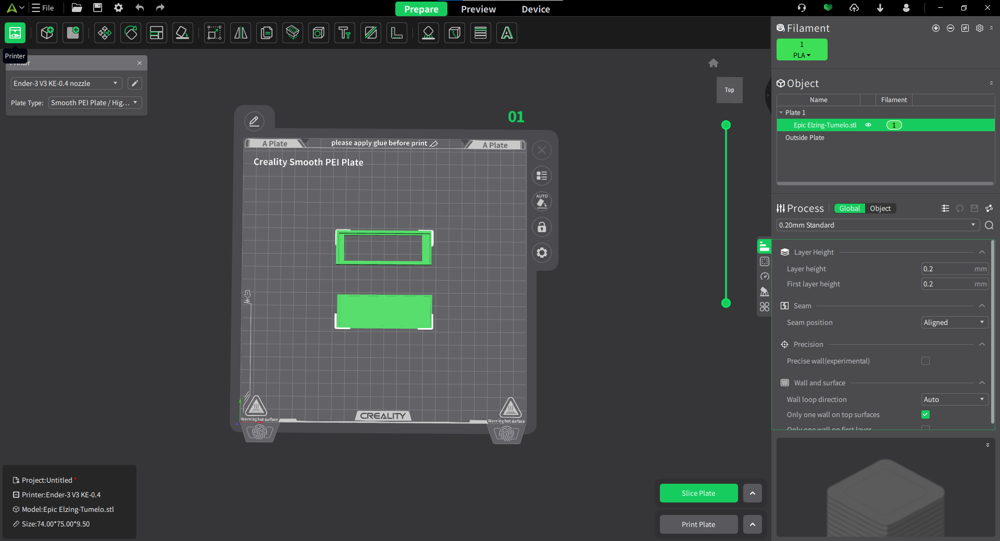 File
Prepare
Preview
Device
Printer
Ender-3 V3 KE-0.4 nozzle
Plate Type:
Smooth PEI Plate / Hig...
Top
01
A Plate
please apply glue before print
A Plate
Creality Smooth PEI Plate
AUTO
Warning hot surface
CREALITY
Warning hot surface
Project:Untitled *
Printer:Ender-3 V3 KE-0.4
Model:Epic Elzing-Tumelo.stl
Size:74.00*75.00*9.50
Slice Plate
Print Plate
Filament
1
PLA
Object
Name
Filament
Plate 1
Epic Elzing-Tumelo.stl
1
Outside Plate
Process
Global
Object
0.20mm Standard
Layer Height
Layer height
0.2 mm
First layer height
0.2 mm
Seam
Seam position
Aligned
Precision
Precise wall(experimental)
Wall and surface
Wall loop direction
Auto
Only one wall on top surfaces
Only one wall on first layer